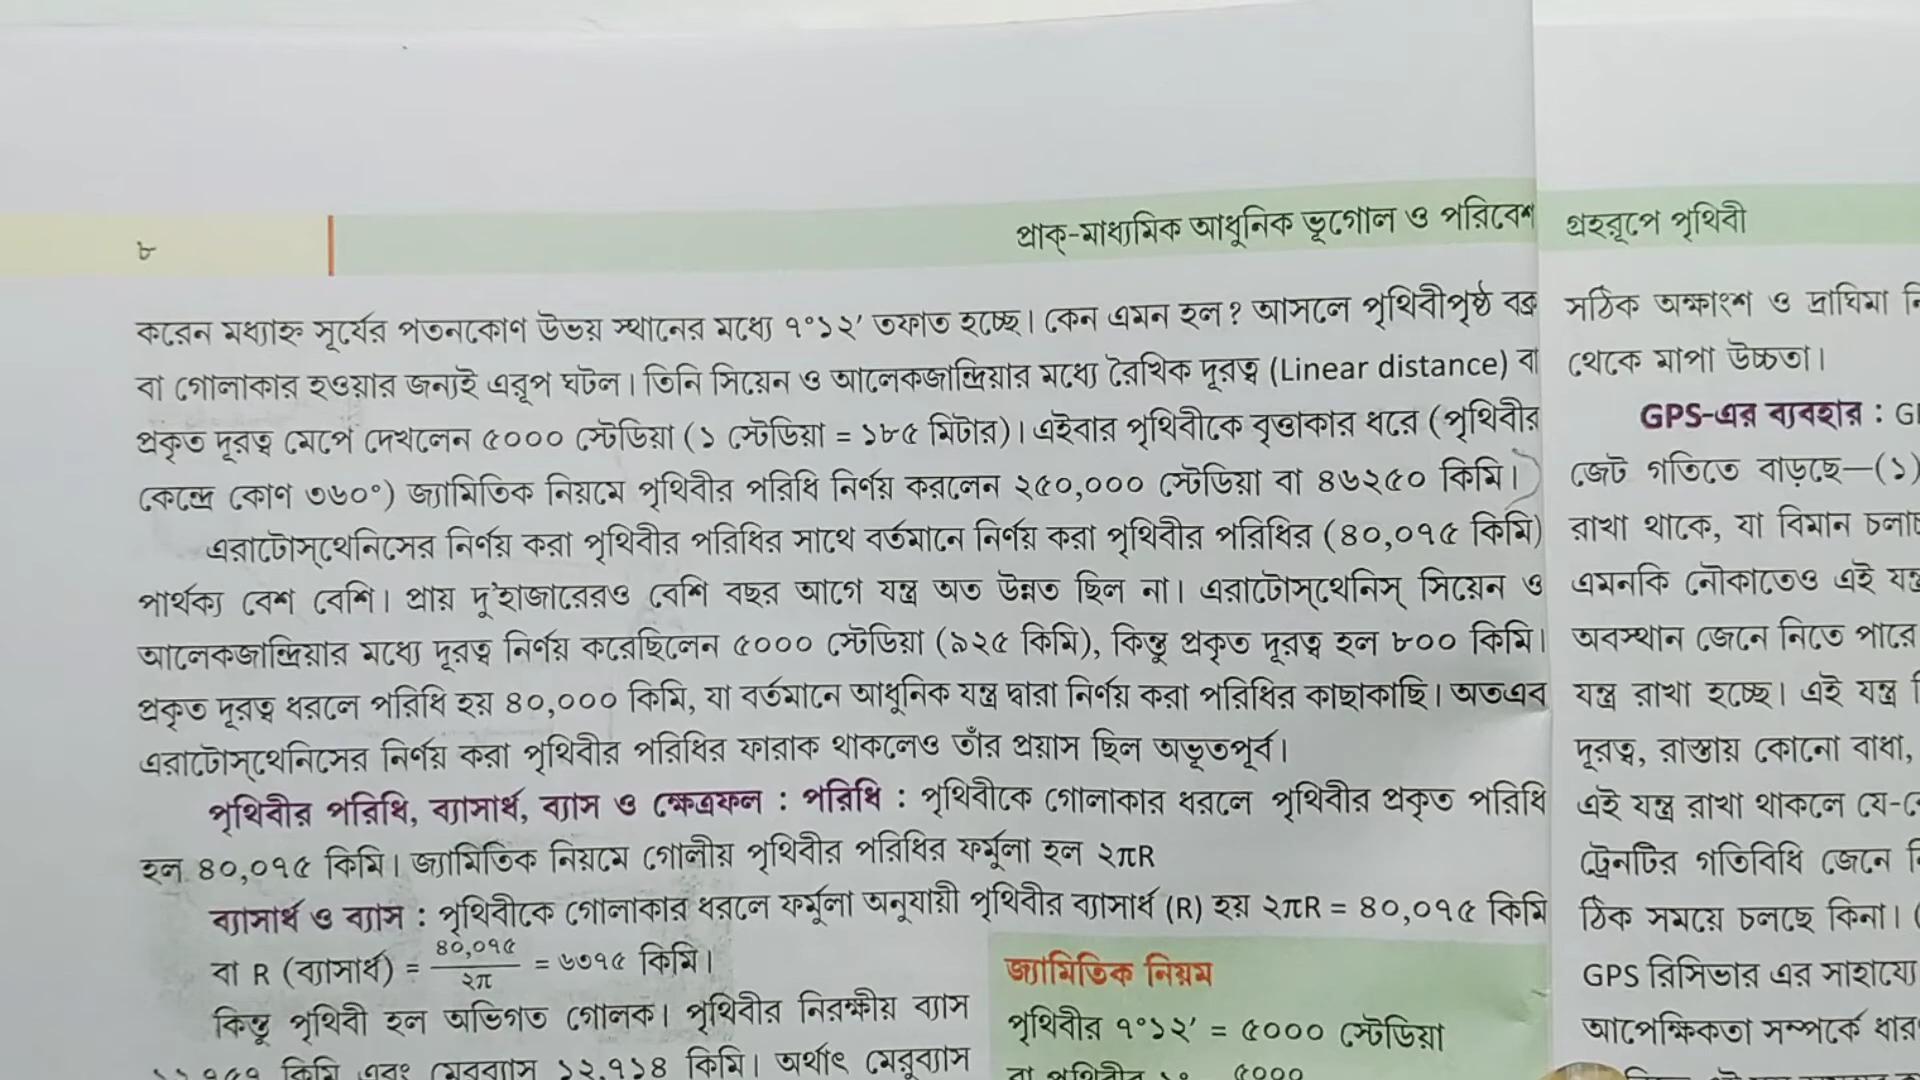 ৮
প্রাক্-মাধ্যমিক আধুনিক ভূগোল ও পরিবেশ
করেন মধ্যাহ্ন সূর্যের পতনকোণ উভয় স্থানের মধ্যে ৭°১২′ তফাত হচ্ছে। কেন এমন হল? আসলে পৃথিবীপৃষ্ঠ বক্র
বা গোলাকার হওয়ার জন্যই এরূপ ঘটল। তিনি সিয়েন ও আলেকজান্দ্রিয়ার মধ্যে রৈখিক দূরত্ব (Linear distance) বা
প্রকৃত দূরত্ব মেপে দেখলেন ৫০০০ স্টেডিয়া (১ স্টেডিয়া = ১৮৫ মিটার)। এইবার পৃথিবীকে বৃত্তাকার ধরে (পৃথিবীর
কেন্দ্রে কোণ ৩৬০°) জ্যামিতিক নিয়মে পৃথিবীর পরিধি নির্ণয় করলেন ২৫০,০০০ স্টেডিয়া বা ৪৬২৫০ কিমি।
এরাটোস্‌থেনিসের নির্ণয় করা পৃথিবীর পরিধির সাথে বর্তমানে নির্ণয় করা পৃথিবীর পরিধির (৪০,০৭৫ কিমি)
পার্থক্য বেশ বেশি। প্রায় দু'হাজারেরও বেশি বছর আগে যন্ত্র অত উন্নত ছিল না। এরাটোস্‌থেনিস্ সিয়েন ও
আলেকজান্দ্রিয়ার মধ্যে দূরত্ব নির্ণয় করেছিলেন ৫০০০ স্টেডিয়া (৯২৫ কিমি), কিন্তু প্রকৃত দূরত্ব হল ৮০০ কিমি।
প্রকৃত দূরত্ব ধরলে পরিধি হয় ৪০,০০০ কিমি, যা বর্তমানে আধুনিক যন্ত্র দ্বারা নির্ণয় করা পরিধির কাছাকাছি। অতএব
এরাটোস্‌থেনিসের নির্ণয় করা পৃথিবীর পরিধির ফারাক থাকলেও তাঁর প্রয়াস ছিল অভূতপূর্ব।
পৃথিবীর পরিধি, ব্যাসার্ধ, ব্যাস ও ক্ষেত্রফল : পরিধি : পৃথিবীকে গোলাকার ধরলে পৃথিবীর প্রকৃত পরিধি
হল ৪০,০৭৫ কিমি। জ্যামিতিক নিয়মে গোলীয় পৃথিবীর পরিধির ফর্মূলা হল ২πR
ব্যাসার্ধ ও ব্যাস : পৃথিবীকে গোলাকার ধরলে ফর্মূলা অনুযায়ী পৃথিবীর ব্যাসার্ধ (R) হয় ২πR = ৪০,০৭৫ কিমি
বা R (ব্যাসার্ধ) = ৪০,০৭৫/২π = ৬৩৭৫ কিমি।
কিন্তু পৃথিবী হল অভিগত গোলক। পৃথিবীর নিরক্ষীয় ব্যাস
কিমি এবং মেরুব্যাস ১২,৭১৪ কিমি। অর্থাৎ মেরুব্যাস
জ্যামিতিক নিয়ম
পৃথিবীর ৭°১২′ = ৫০০০ স্টেডিয়া
বা পৃথিবীর ১° ৫০০০
গ্রহরূপে পৃথিবী
সঠিক অক্ষাংশ ও দ্রাঘিমা
থেকে মাপা উচ্চতা।
GPS-এর ব্যবহার :
জেট গতিতে বাড়ছে—(১)
রাখা থাকে, যা বিমান
এমনকি নৌকাতেও এই
অবস্থান জেনে নিতে পারে
যন্ত্র রাখা হচ্ছে। এই যন্ত্র
দূরত্ব, রাস্তায় কোনো বাধা,
এই যন্ত্র রাখা থাকলে
ট্রেনটির গতিবিধি জেনে
ঠিক সময়ে চলছে কিনা। (
GPS রিসিভার এর সাহায্যে
আপেক্ষিকতা সম্পর্কে